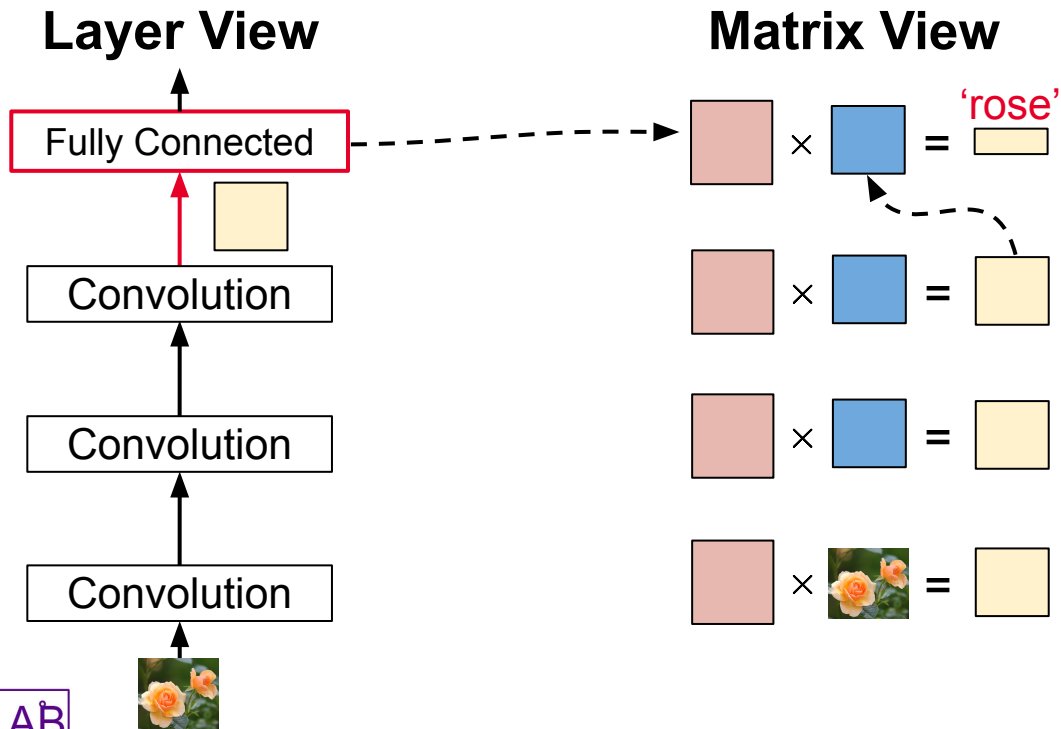 Layer View
Fully Connected
Convolution
Convolution
Convolution
Matrix View
'rose'
× =
× =
× =
× =